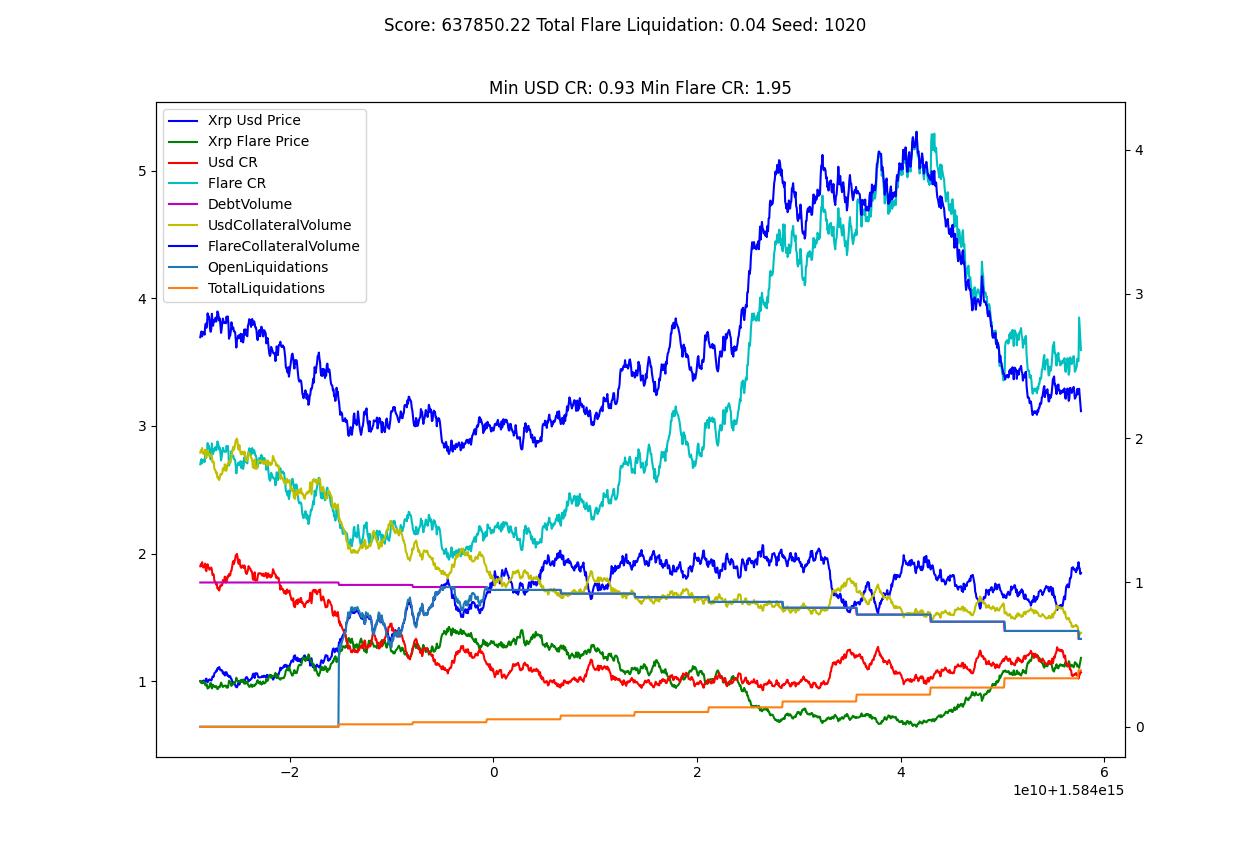 Score: 637850.22 Total Flare Liquidation: 0.04 Seed: 1020
Min USD CR: 0.93 Min Flare CR: 1.95
Xrp Usd Price
Xrp Flare Price
Usd CR
Flare CR
DebtVolume
UsdCollateralVolume
FlareCollateralVolume
OpenLiquidations
TotalLiquidations
5
4
3
2
1
4
3
2
1
0
−2
0
2
4
6
1e10+1.584e15